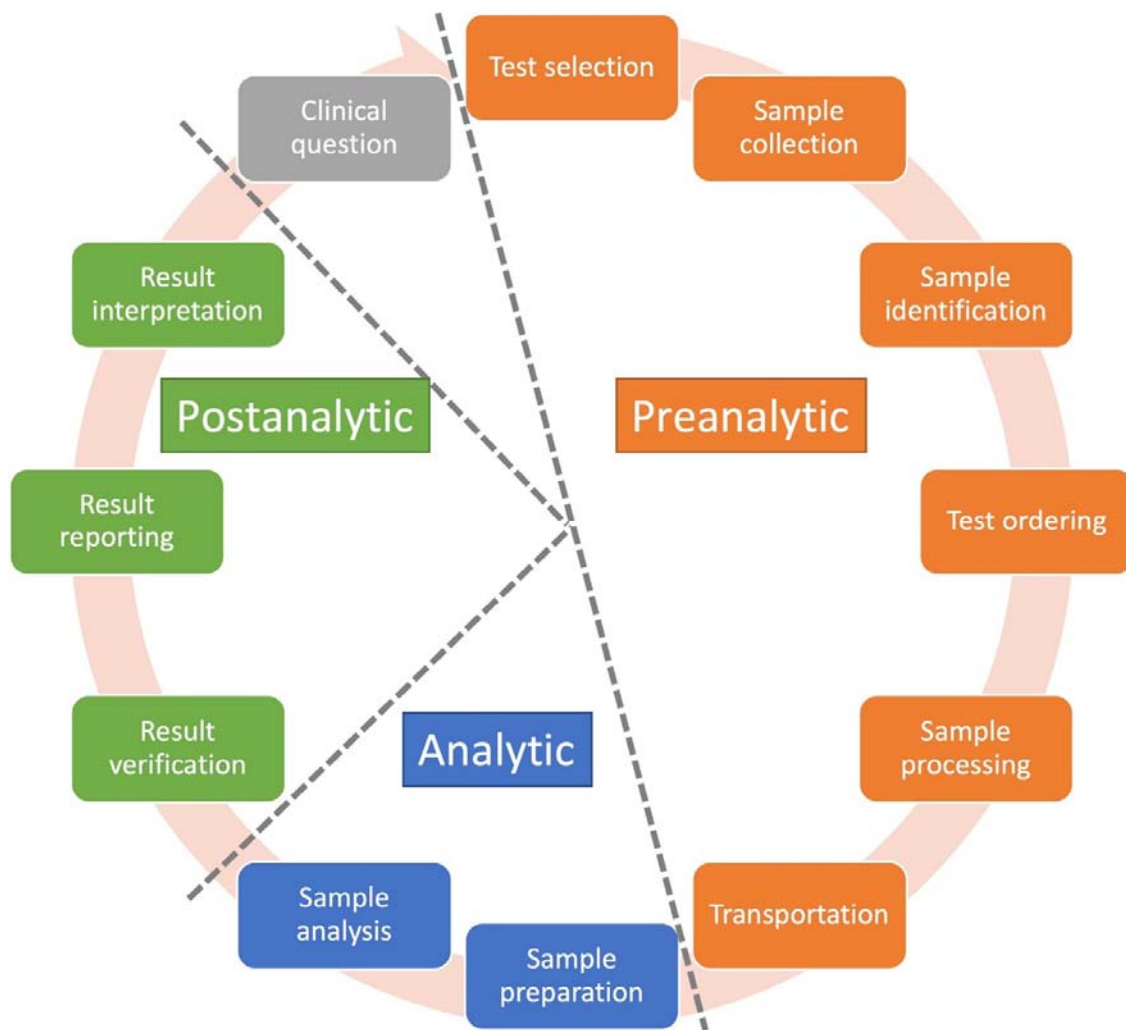 Test selection
Clinical
question
Sample
collection
Result
interpretation
Sample
identification
Postanalytic
Preanalytic
Result
reporting
Test ordering
Result
verification
Analytic
Sample
processing
Sample
analysis
Transportation
Sample
preparation